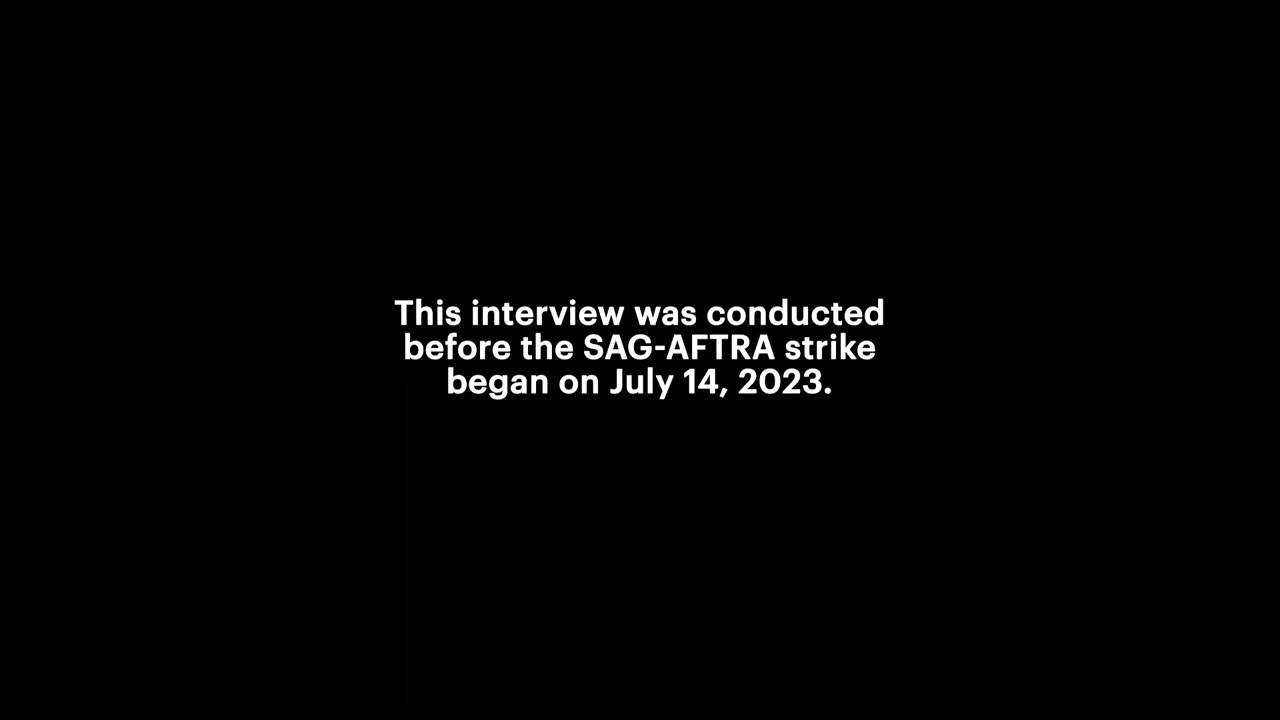 This interview was conducted
before the SAG-AFTRA strike
began on July 14, 2023.